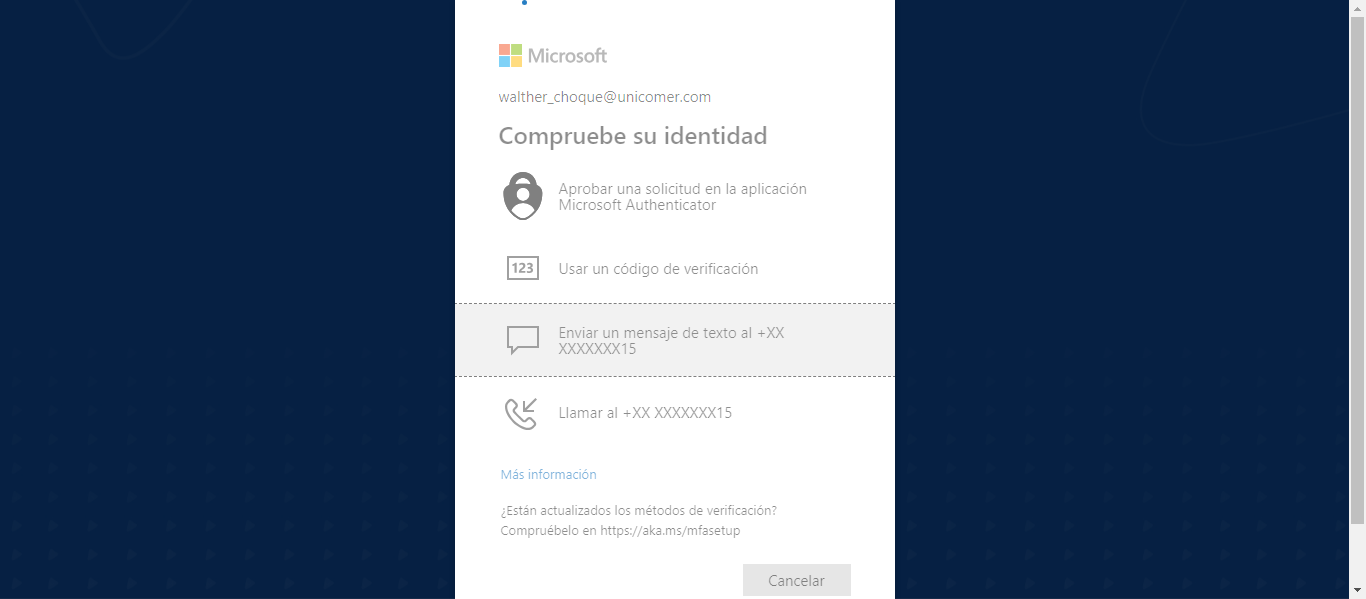 Microsoft
walther_choque@unicomer.com
Compruebe su identidad
Aprobar una solicitud en la aplicación
Microsoft Authenticator
123
Usar un código de verificación
Enviar un mensaje de texto al +XX
XXXXXXX15
Llamar al +XX XXXXXXX15
Más información
¿Están actualizados los métodos de verificación?
Compruébelo en https://aka.ms/mfasetup
Cancelar